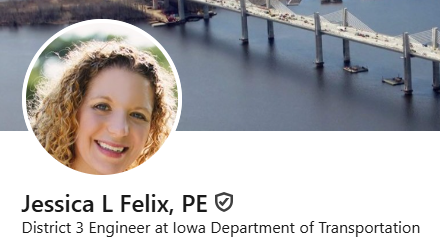 Jessica L Felix, PE
District 3 Engineer at Iowa Department of Transportation